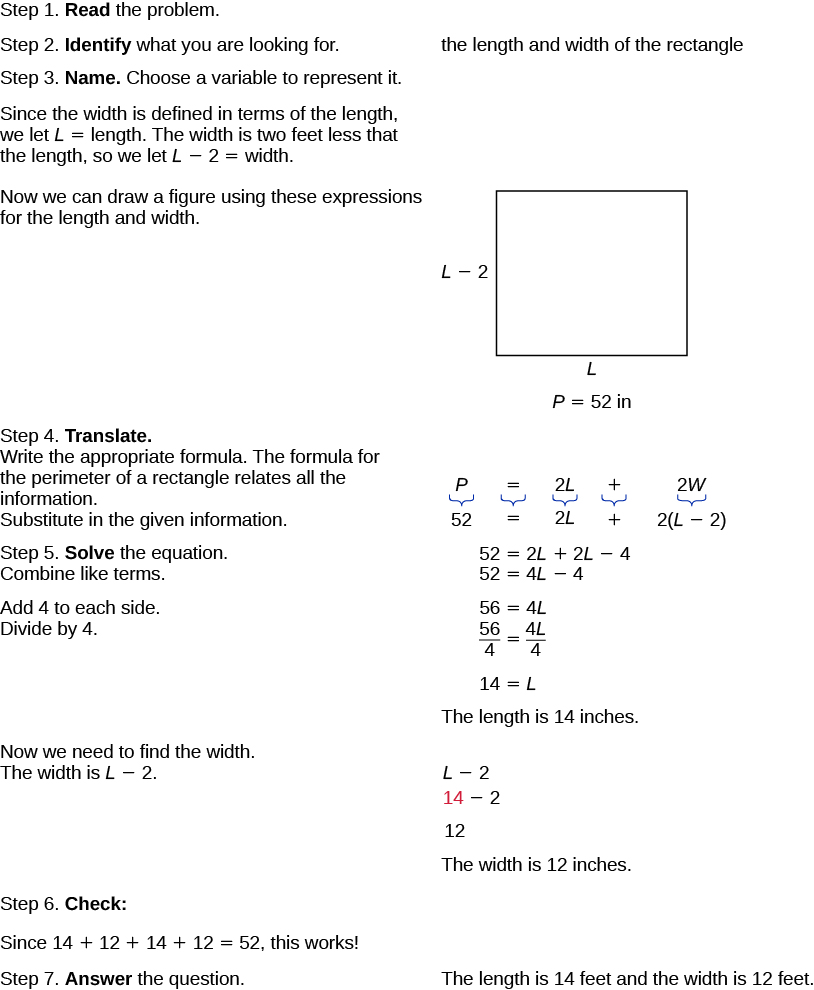 Step 1. Read the problem.
Step 2. Identify what you are looking for.
the length and width of the rectangle
Step 3. Name. Choose a variable to represent it.
Since the width is defined in terms of the length,
we let L = length. The width is two feet less that
the length, so we let L − 2 = width.
Now we can draw a figure using these expressions
for the length and width.
L − 2
L
P = 52 in
Step 4. Translate.
Write the appropriate formula. The formula for
the perimeter of a rectangle relates all the
information.
Substitute in the given information.
P = 2L + 2W
52 = 2L + 2(L − 2)
Step 5. Solve the equation.
52 = 2L + 2L − 4
Combine like terms.
52 = 4L − 4
Add 4 to each side.
56 = 4L
Divide by 4.
56/4 = 4L/4
14 = L
The length is 14 inches.
Now we need to find the width.
The width is L − 2.
L − 2
14 − 2
12
The width is 12 inches.
Step 6. Check:
Since 14 + 12 + 14 + 12 = 52, this works!
Step 7. Answer the question.
The length is 14 feet and the width is 12 feet.